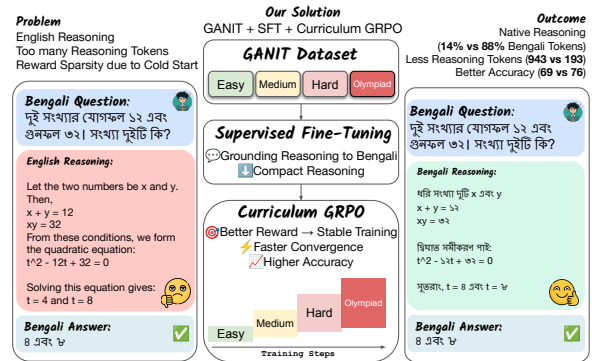 Problem
English Reasoning
Too many Reasoning Tokens
Reward Sparsity due to Cold Start
Bengali Question:
দুই সংখ্যার যোগফল ১২ এবং
গুনফল ৩২। সংখ্যা দুইটি কি?
English Reasoning:
Let the two numbers be x and y.
Then,
x + y = 12
xy = 32
From these conditions, we form
the quadratic equation:
t^2 - 12t + 32 = 0
Solving this equation gives:
t = 4 and t = 8
Bengali Answer:
৪ এবং ৮
Our Solution
GANIT + SFT + Curriculum GRPO
GANIT Dataset
Easy
Medium
Hard
Olympiad
Supervised Fine-Tuning
Grounding Reasoning to Bengali
Compact Reasoning
Curriculum GRPO
Better Reward → Stable Training
Faster Convergence
Higher Accuracy
Easy
Medium
Hard
Olympiad
Training Steps
Outcome
Native Reasoning
(14% vs 88% Bengali Tokens)
Less Reasoning Tokens (943 vs 193)
Better Accuracy (69 vs 76)
Bengali Question:
দুই সংখ্যার যোগফল ১২ এবং
গুনফল ৩২। সংখ্যা দুইটি কি?
Bengali Reasoning:
ধরি সংখ্যা দুটি x এবং y
x + y = ১২
xy = ৩২
দ্বিঘাত সমীকরণ পাই:
t^2 - ১২t + ৩২ = 0
সূতরাং, t = ৪ এবং t = ৮
Bengali Answer:
৪ এবং ৮